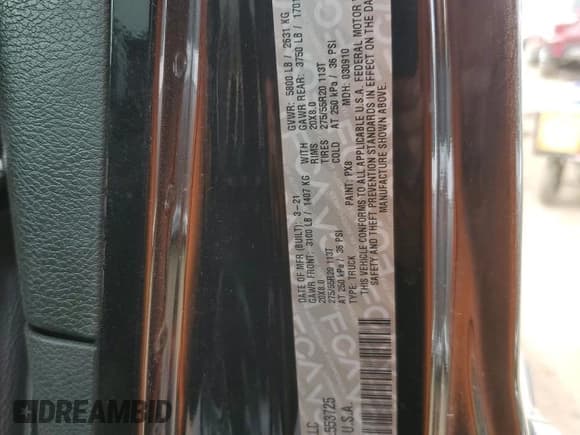 GVWR: 5800 LB / 2631 KG
GAWR REAR: 3750 LB / 1701
20X8.0
275/55R20 113T
AT 250 kPa / 36 PSI
WITH
RIMS
TIRES
COLD
MDH: 030910
DATE OF MFR (BUILT): 3-21
GAWR FRONT: 3100 LB / 1407 KG
20X8.0
275/55R20 113T
AT 250 kPa / 36 PSI
TYPE: TRUCK
PAINT: PX8
THIS VEHICLE CONFORMS TO ALL APPLICABLE U.S.A. FEDERAL MOTOR
SAFETY AND THEFT PREVENTION STANDARDS IN EFFECT ON THE DA
MANUFACTURE SHOWN ABOVE.
LLC
553725
U.S.A.
DREAMBID